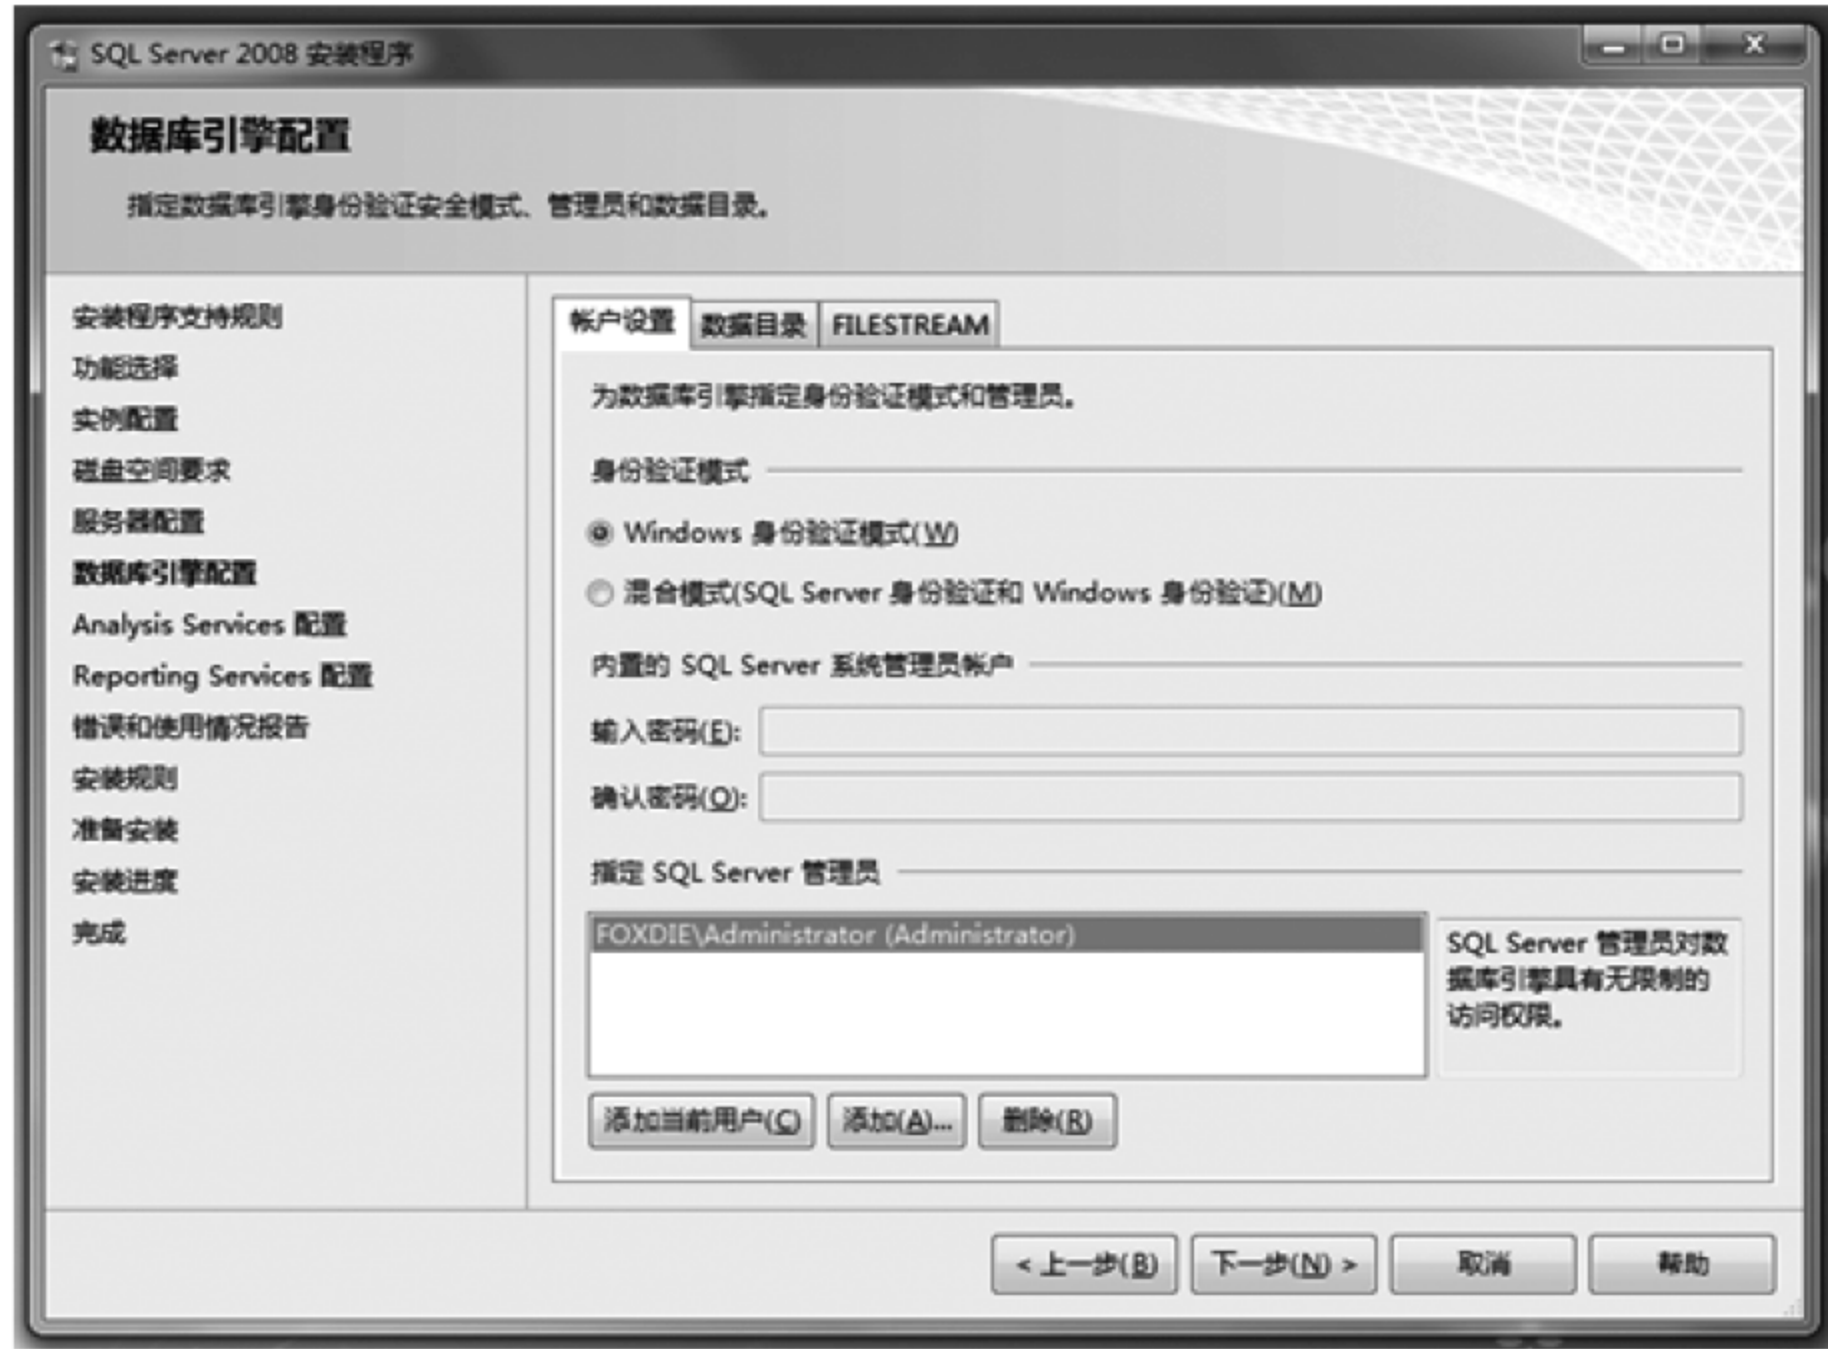 SQL Server 2008 安装程序
数据库引擎配置
指定数据库引擎身份验证安全模式、管理员和数据目录。
安装程序支持规则
功能选择
实例配置
磁盘空间要求
服务器配置
数据库引擎配置
Analysis Services 配置
Reporting Services 配置
错误和使用情况报告
安装规则
准备安装
安装进度
完成
帐户设置 数据目录 FILESTREAM
为数据库引擎指定身份验证模式和管理员。
身份验证模式
Windows 身份验证模式(W)
混合模式(SQL Server 身份验证和 Windows 身份验证)(M)
内置的 SQL Server 系统管理员帐户
输入密码(E):
确认密码(O):
指定 SQL Server 管理员
FOXDIE\Administrator (Administrator)
SQL Server 管理员对数
据库引擎具有无限制的
访问权限。
添加当前用户(C) 添加(A)... 删除(R)
< 上一步(B) 下一步(N) > 取消 帮助